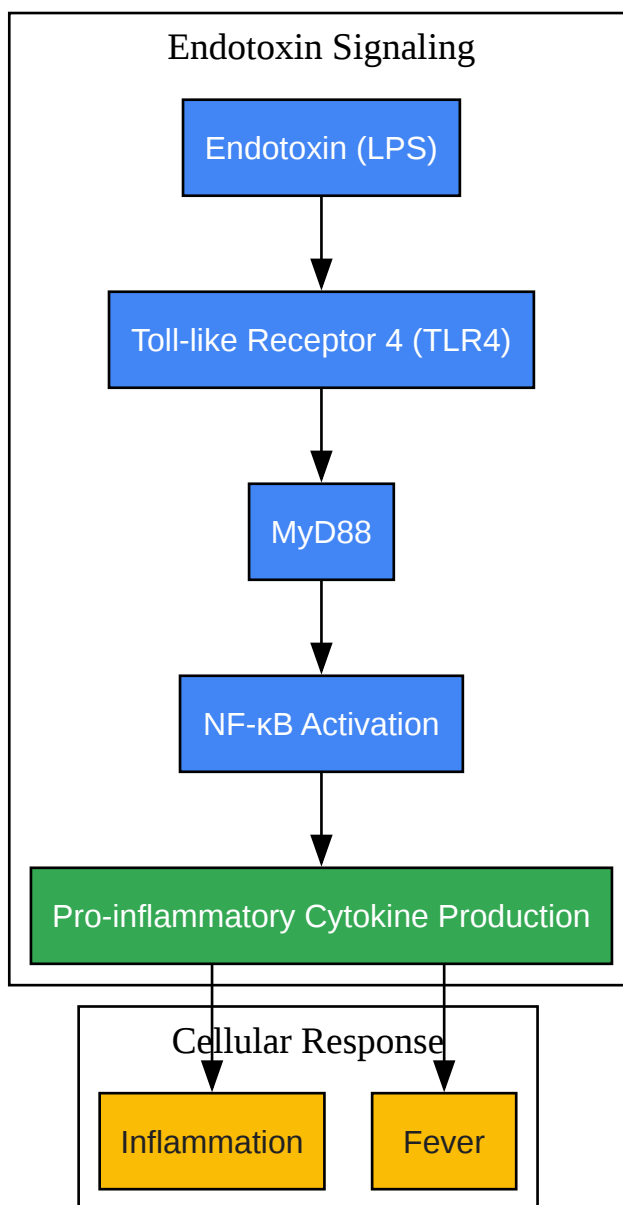 Endotoxin Signaling
Endotoxin (LPS)
Toll-like Receptor 4 (TLR4)
MyD88
NF-κB Activation
Pro-inflammatory Cytokine Production
Cellular Response
Inflammation
Fever